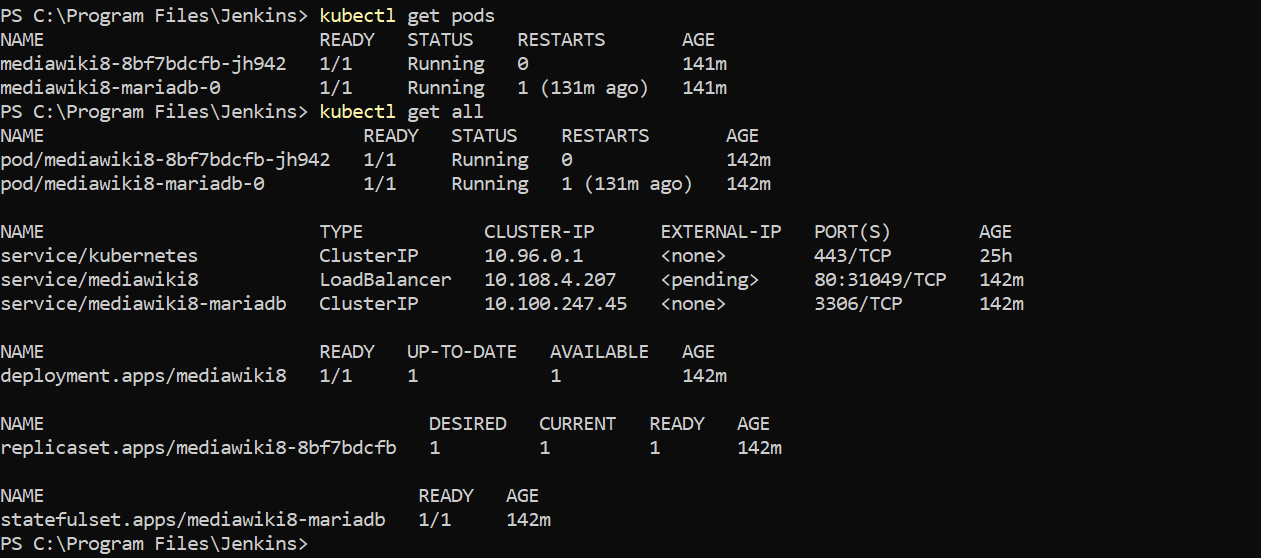 PS C:\Program Files\Jenkins> kubectl get pods
NAME READY STATUS RESTARTS AGE
mediawiki8-8bf7bdcfb-jh942 1/1 Running 0 141m
mediawiki8-mariadb-0 1/1 Running 1 (131m ago) 141m
PS C:\Program Files\Jenkins> kubectl get all
NAME READY STATUS RESTARTS AGE
pod/mediawiki8-8bf7bdcfb-jh942 1/1 Running 0 142m
pod/mediawiki8-mariadb-0 1/1 Running 1 (131m ago) 142m
NAME TYPE CLUSTER-IP EXTERNAL-IP PORT(S) AGE
service/kubernetes ClusterIP 10.96.0.1 <none> 443/TCP 25h
service/mediawiki8 LoadBalancer 10.108.4.207 <pending> 80:31049/TCP 142m
service/mediawiki8-mariadb ClusterIP 10.100.247.45 <none> 3306/TCP 142m
NAME READY UP-TO-DATE AVAILABLE AGE
deployment.apps/mediawiki8 1/1 1 1 142m
NAME DESIRED CURRENT READY AGE
replicaset.apps/mediawiki8-8bf7bdcfb 1 1 1 142m
NAME READY AGE
statefulset.apps/mediawiki8-mariadb 1/1 142m
PS C:\Program Files\Jenkins>